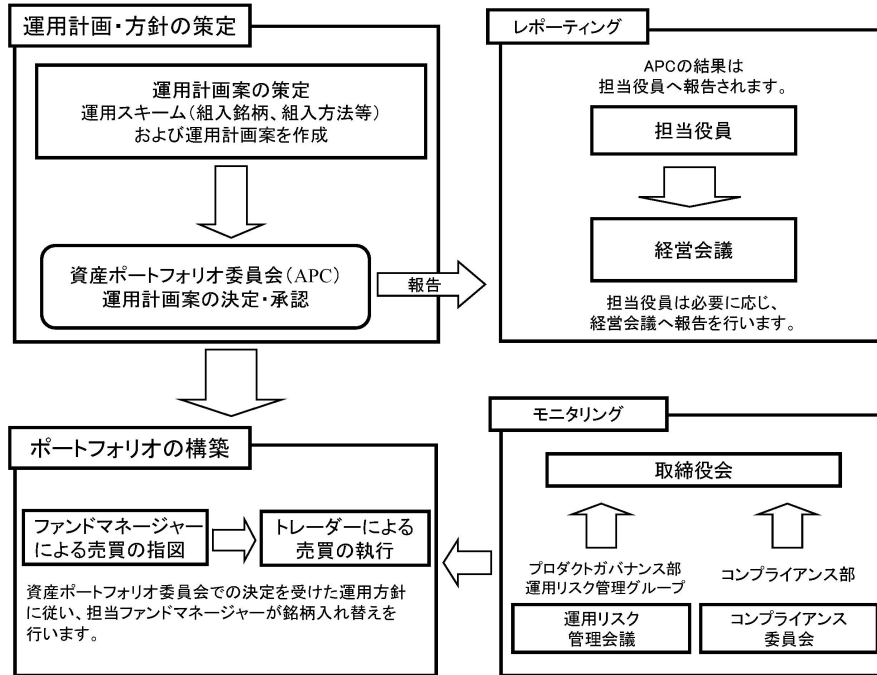 運用計画・方針の策定
運用計画案の策定
運用スキーム(組入銘柄、組入方法等)
および運用計画案を作成
資産ポートフォリオ委員会(APC)
運用計画案の決定・承認
報告
レポーティング
APCの結果は
担当役員へ報告されます。
担当役員
経営会議
担当役員は必要に応じ、
経営会議へ報告を行います。
ポートフォリオの構築
ファンドマネージャー
による売買の指図
トレーダーによる
売買の執行
資産ポートフォリオ委員会での決定を受けた運用方針
に従い、担当ファンドマネージャーが銘柄入れ替えを
行います。
モニタリング
取締役会
プロダクトガバナンス部
運用リスク管理グループ
コンプライアンス部
運用リスク
管理会議
コンプライアンス
委員会